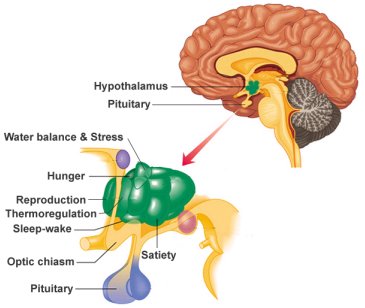 Hypothalamus
Pituitary
Water balance & Stress
Hunger
Reproduction
Thermoregulation
Sleep-wake
Satiety
Optic chiasm
Pituitary